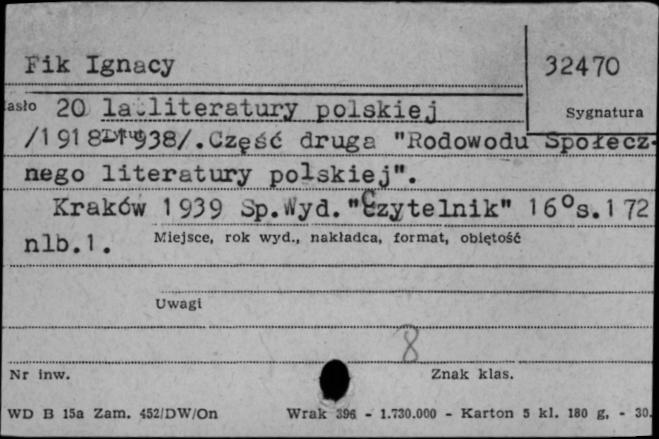 Fik Ignacy
32470
asło 20 lat literatury polskiej
Sygnatura
/1918 938/. Część druga "Rodowodu Społecz-
nego literatury polskiej".
Kraków 1939 Sp.Wyd."Czytelnik" 16°s.172
nlb.1.
Miejsce, rok wyd., nakładca, format, objętość
Uwagi
8
Nr inw.
Znak klas.
WD B 15a Zam. 452/DW/On
Wrak 396 - 1.730.000 - Karton 5 kl. 180 g, - 30.